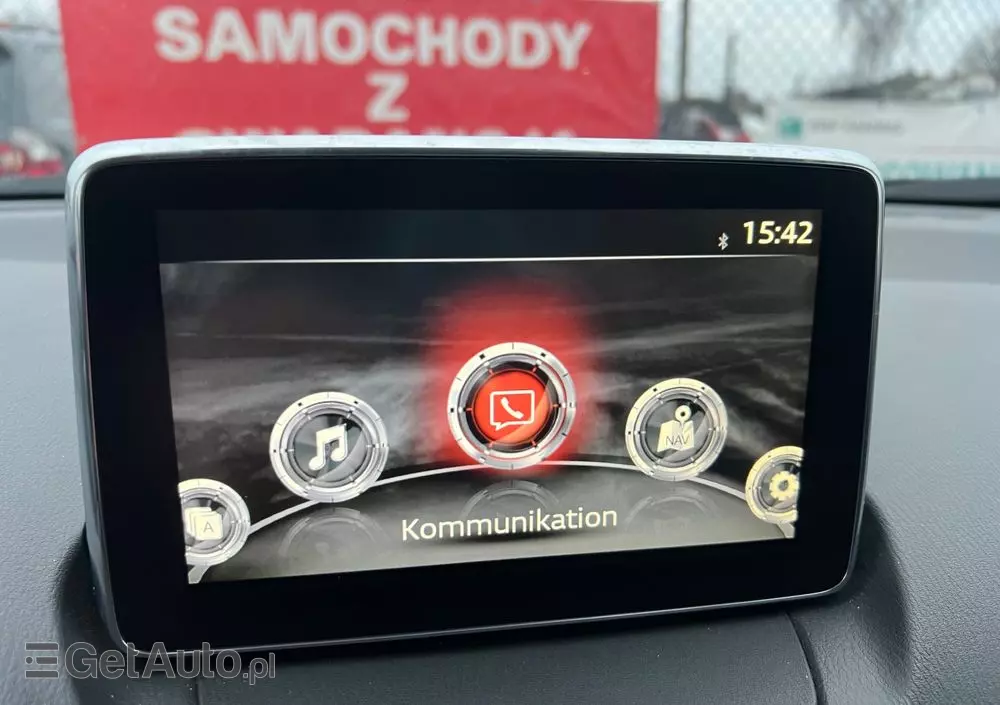 SAMOCHODY
Z
15:42
NAV
A
Kommunikation
GetAuto.pl